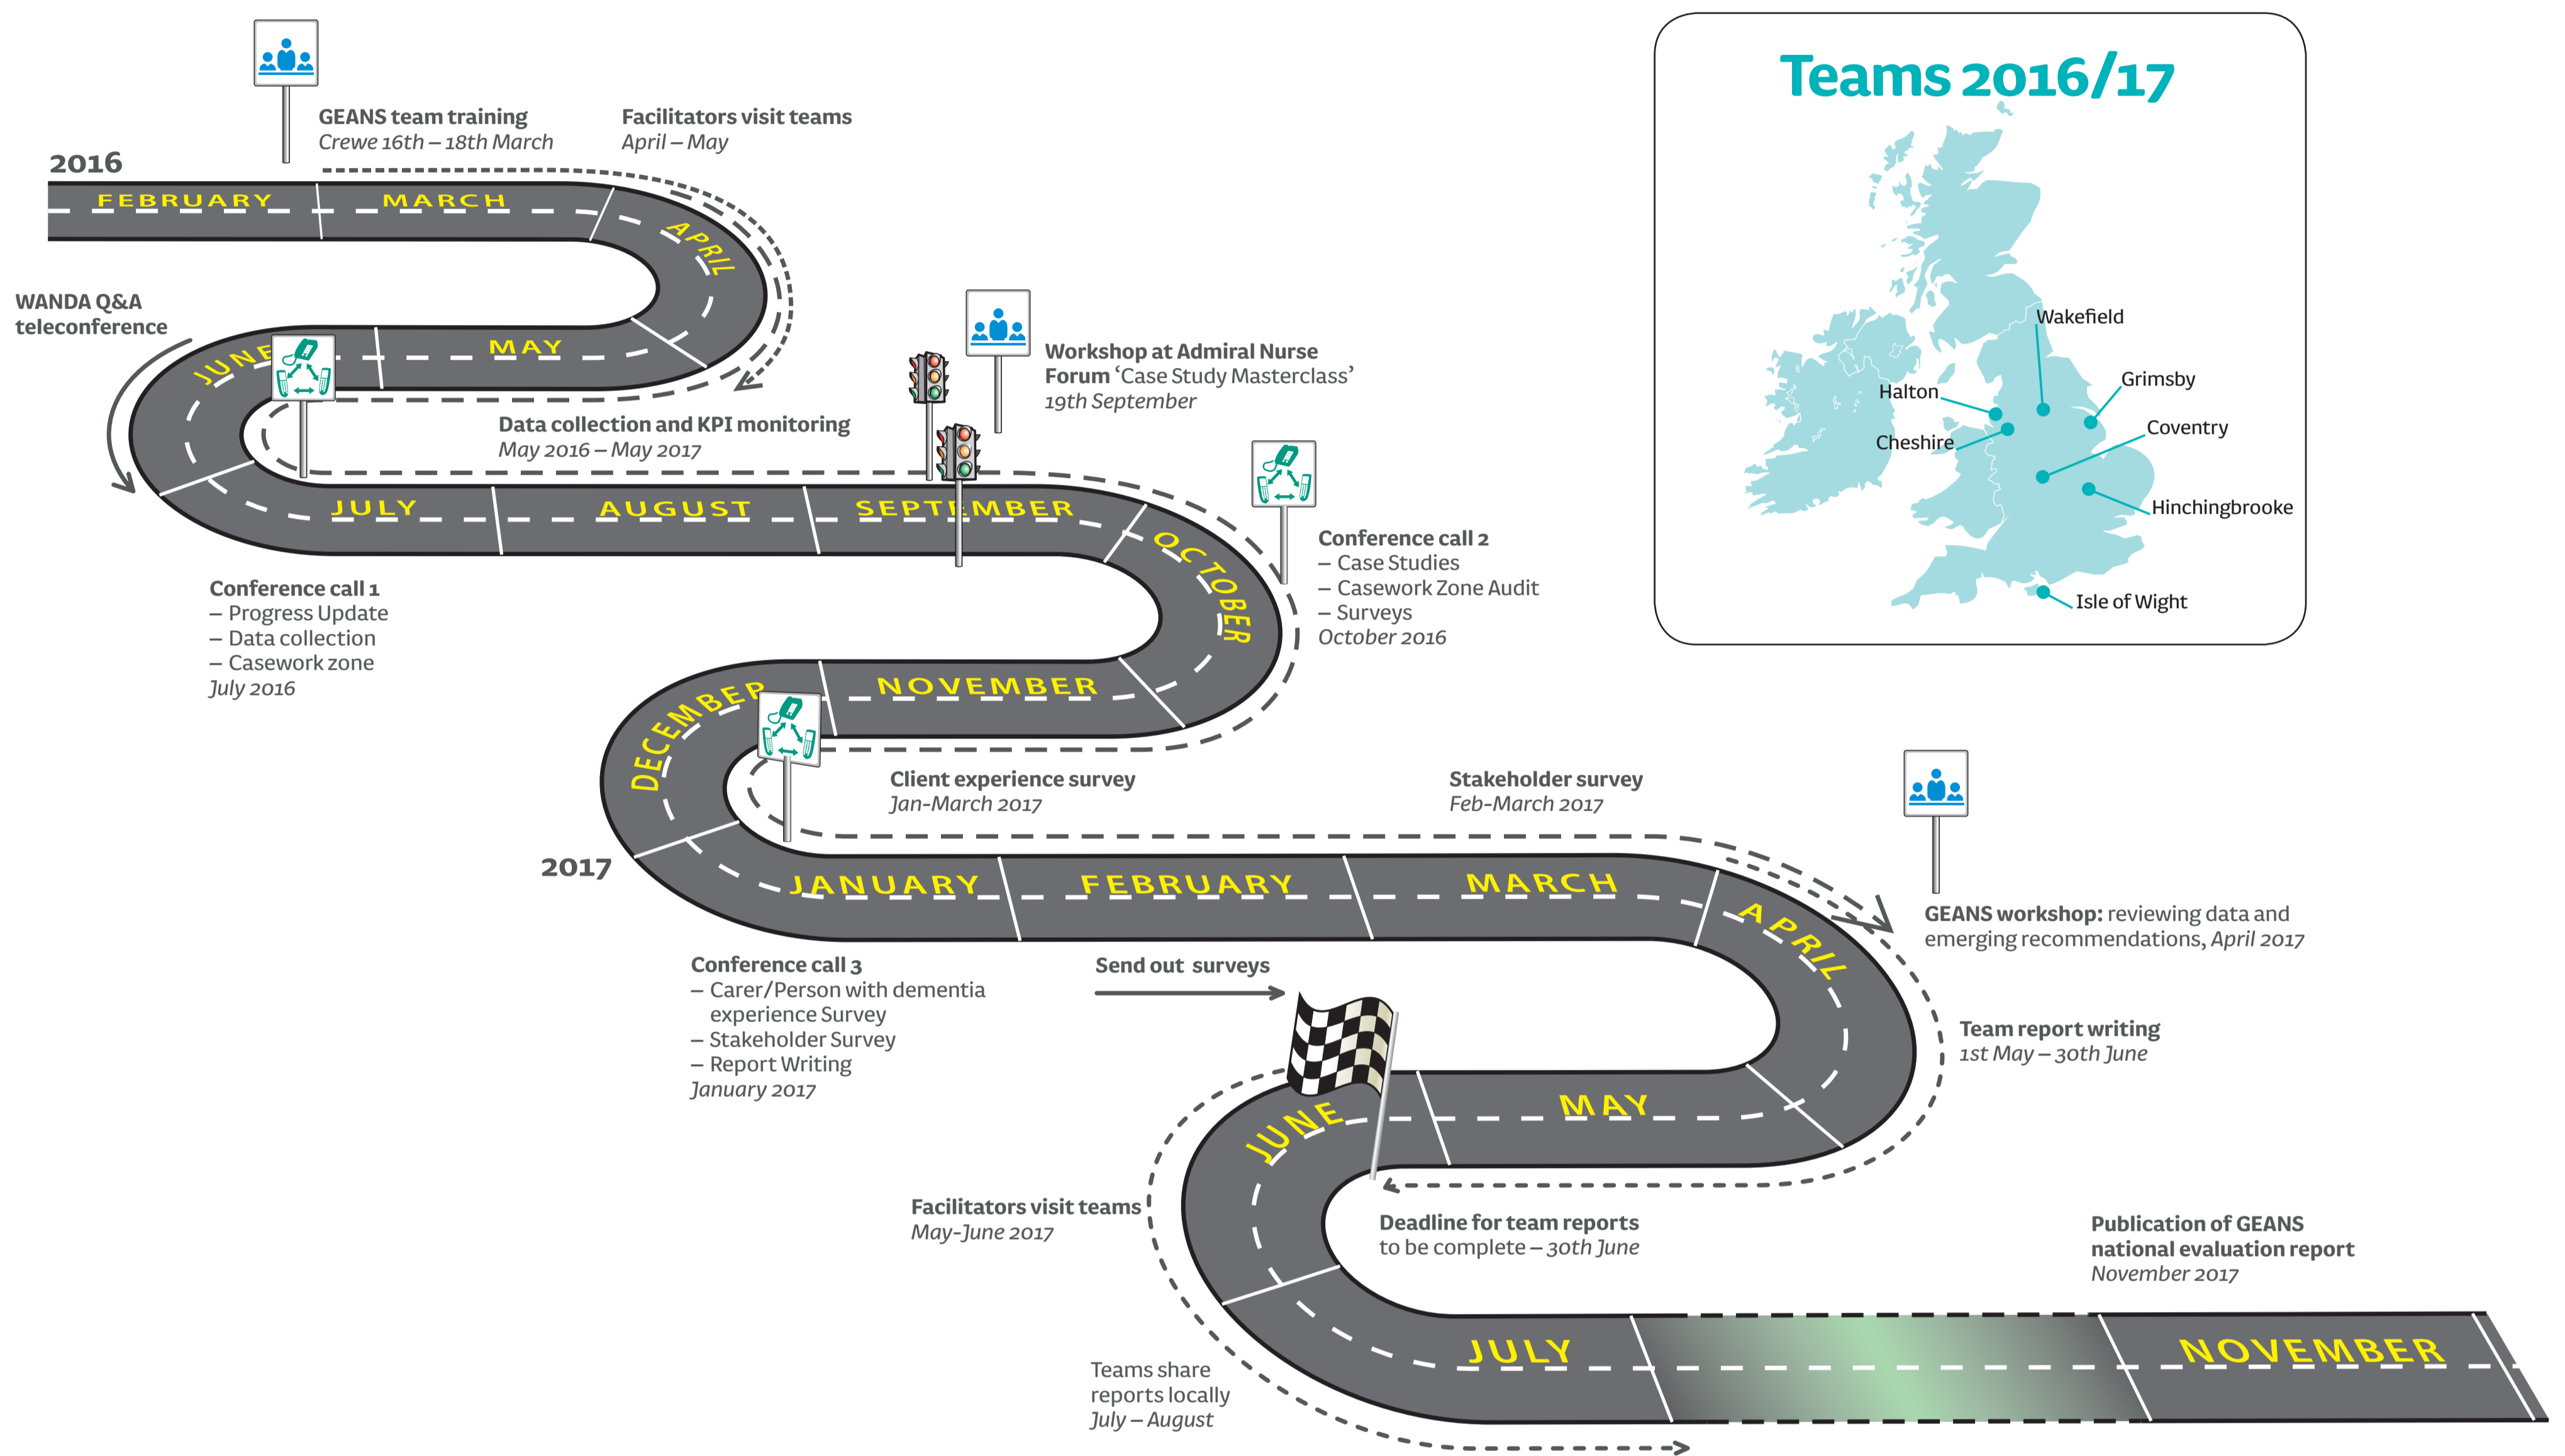 Teams 2016/17
Wakefield
Grimsby
Halton
Coventry
Cheshire
Hinchingbrooke
Isle of Wight
GEANS team training
Crewe 16th – 18th March
Facilitators visit teams
April – May
2016
FEBRUARY
MARCH
APRIL
WANDA Q&A
teleconference
MAY
JUNE
Workshop at Admiral Nurse
Forum ‘Case Study Masterclass’
19th September
Data collection and KPI monitoring
May 2016 – May 2017
JULY
AUGUST
SEPTEMBER
OCTOBER
Conference call 2
– Case Studies
– Casework Zone Audit
– Surveys
October 2016
Conference call 1
– Progress Update
– Data collection
– Casework zone
July 2016
NOVEMBER
DECEMBER
Client experience survey
Jan-March 2017
Stakeholder survey
Feb-March 2017
2017
JANUARY
FEBRUARY
MARCH
APRIL
GEANS workshop: reviewing data and
emerging recommendations, April 2017
Conference call 3
– Carer/Person with dementia
experience Survey
– Stakeholder Survey
– Report Writing
January 2017
Send out surveys
Team report writing
1st May – 30th June
MAY
JUNE
Facilitators visit teams
May-June 2017
Deadline for team reports
to be complete – 30th June
Publication of GEANS
national evaluation report
November 2017
JULY
NOVEMBER
Teams share
reports locally
July – August